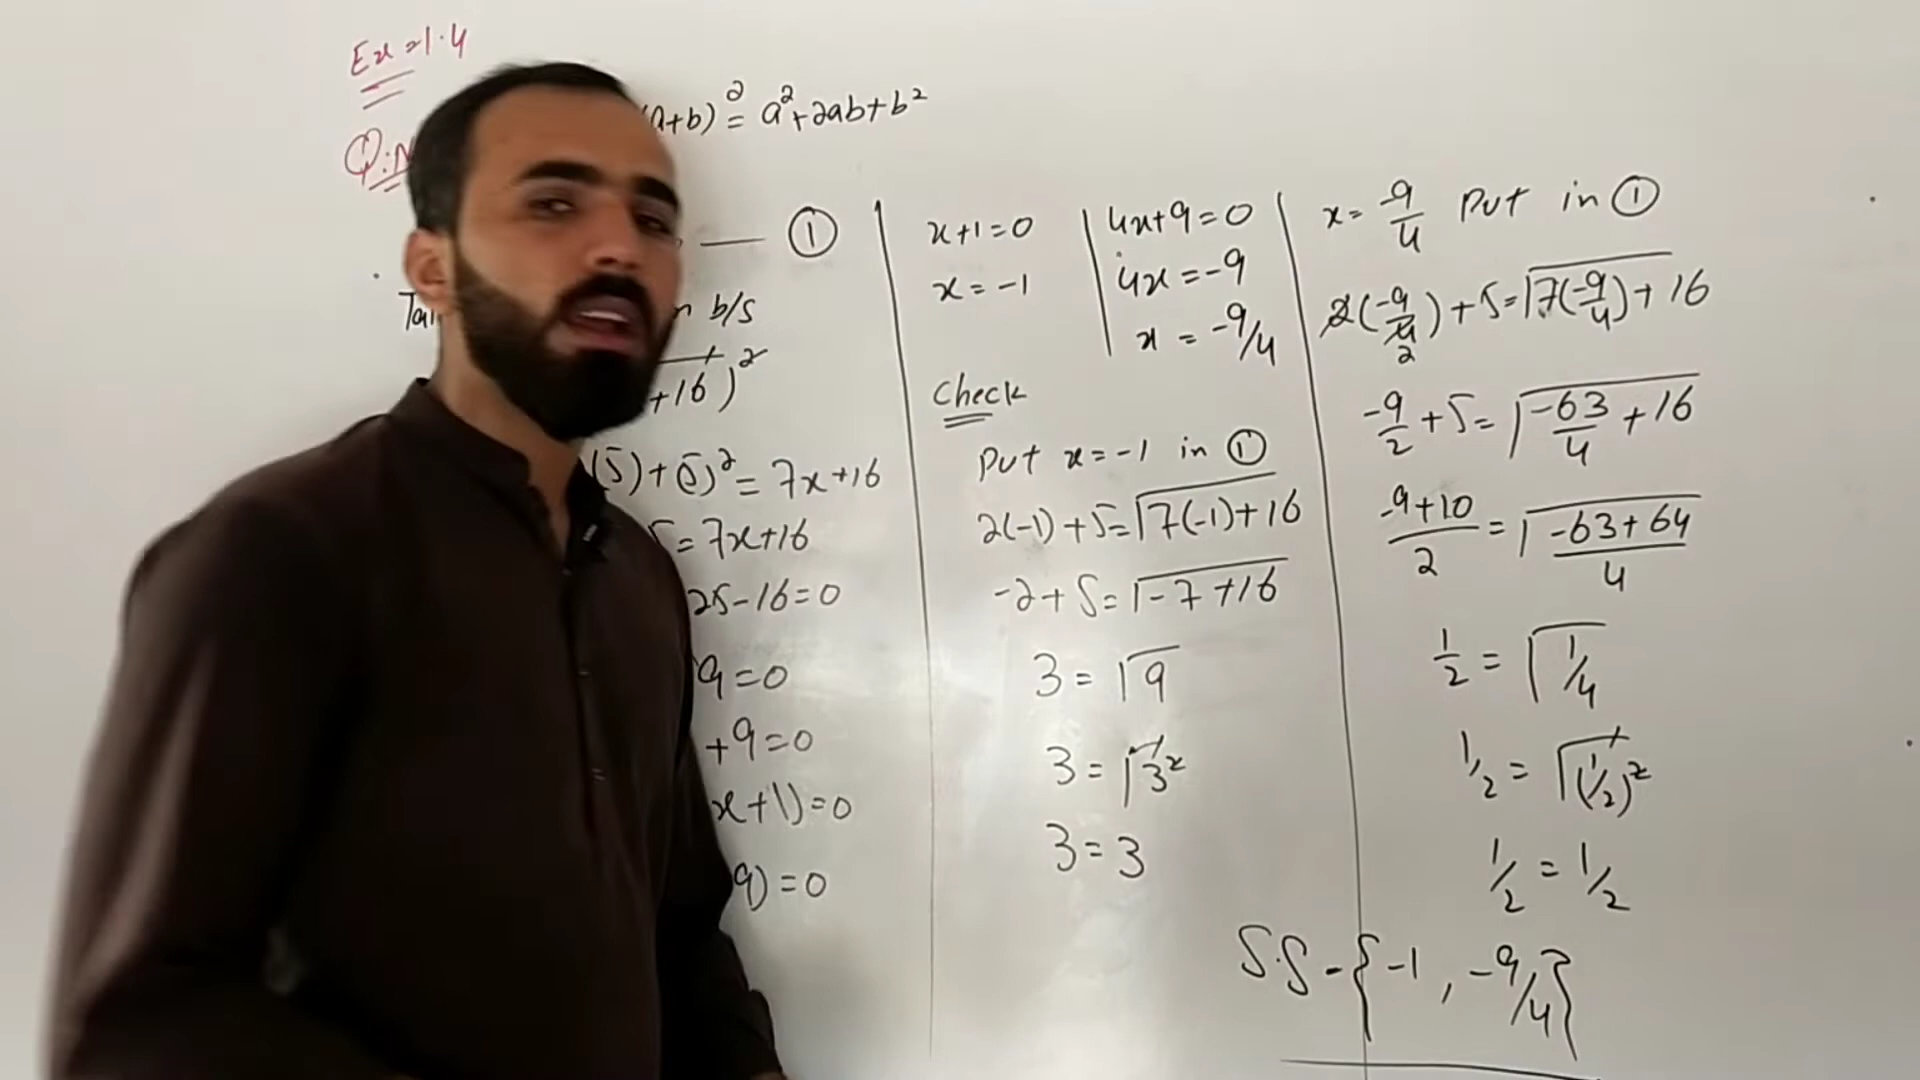 Ex=1.4
(a+b)²=a²+2ab+b²
Q:N
— ①
b/s
+16)²
(5)+(5)²=7x+16
5=7x+16
25-16=0
9=0
+9=0
x+1)=0
9)=0
x+1=0
x=-1
4x+9=0
4x=-9
x=-9/4
Check
Put x=-1 in ①
2(-1)+5=√7(-1)+16
-2+5=√-7+16
3=√9
3=√3²
3=3
x=-9/4 Put in ①
2(-9/4)+5=√7(-9/4)+16
2
-9/2+5=√-63/4+16
-9+10/2=√-63+64/4
1/2=√1/4
1/2=√(1/2)²
1/2=1/2
S.S-{-1,-9/4}